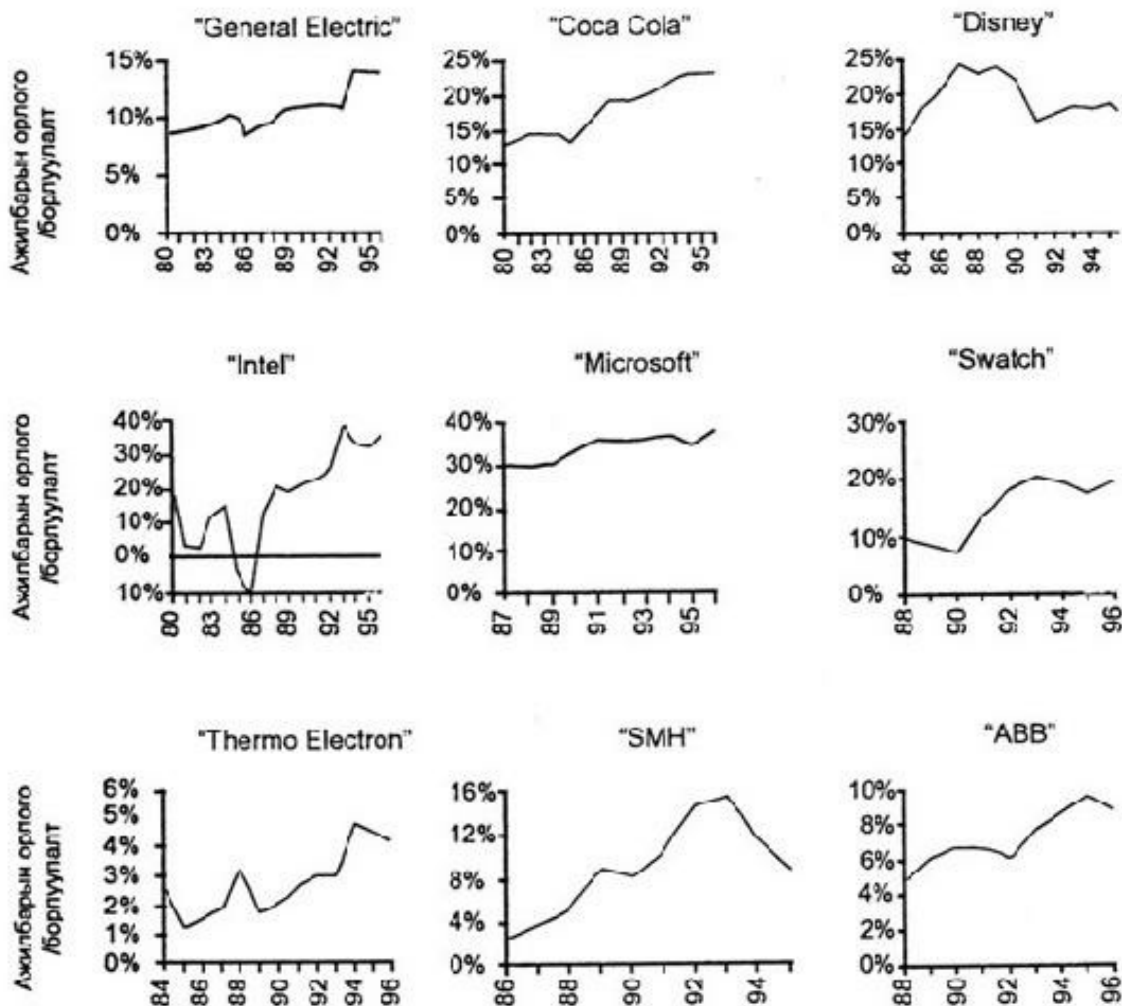 "General Electric"
"Coca Cola"
"Disney"
Ажилбарын орлого
/борлуулалт
15%
10%
5%
0%
80 83 86 89 92 95
25%
20%
15%
10%
5%
0%
80 83 86 89 92 95
25%
20%
15%
10%
5%
0%
84 86 88 90 92 94
"Intel"
"Microsoft"
"Swatch"
Ажилбарын орлого
/борлуулалт
40%
30%
20%
10%
0%
10%
80 83 86 89 92 95
40%
30%
20%
10%
0%
87 89 91 93 95
30%
20%
10%
0%
88 90 92 94 96
"Thermo Electron"
"SMH"
"ABB"
Ажилбарын орлого
/борлуулалт
6%
5%
4%
3%
2%
1%
0%
84 86 88 90 92 94 96
16%
12%
8%
4%
0%
86 88 90 92 94
10%
8%
6%
4%
2%
0%
88 90 92 94 96